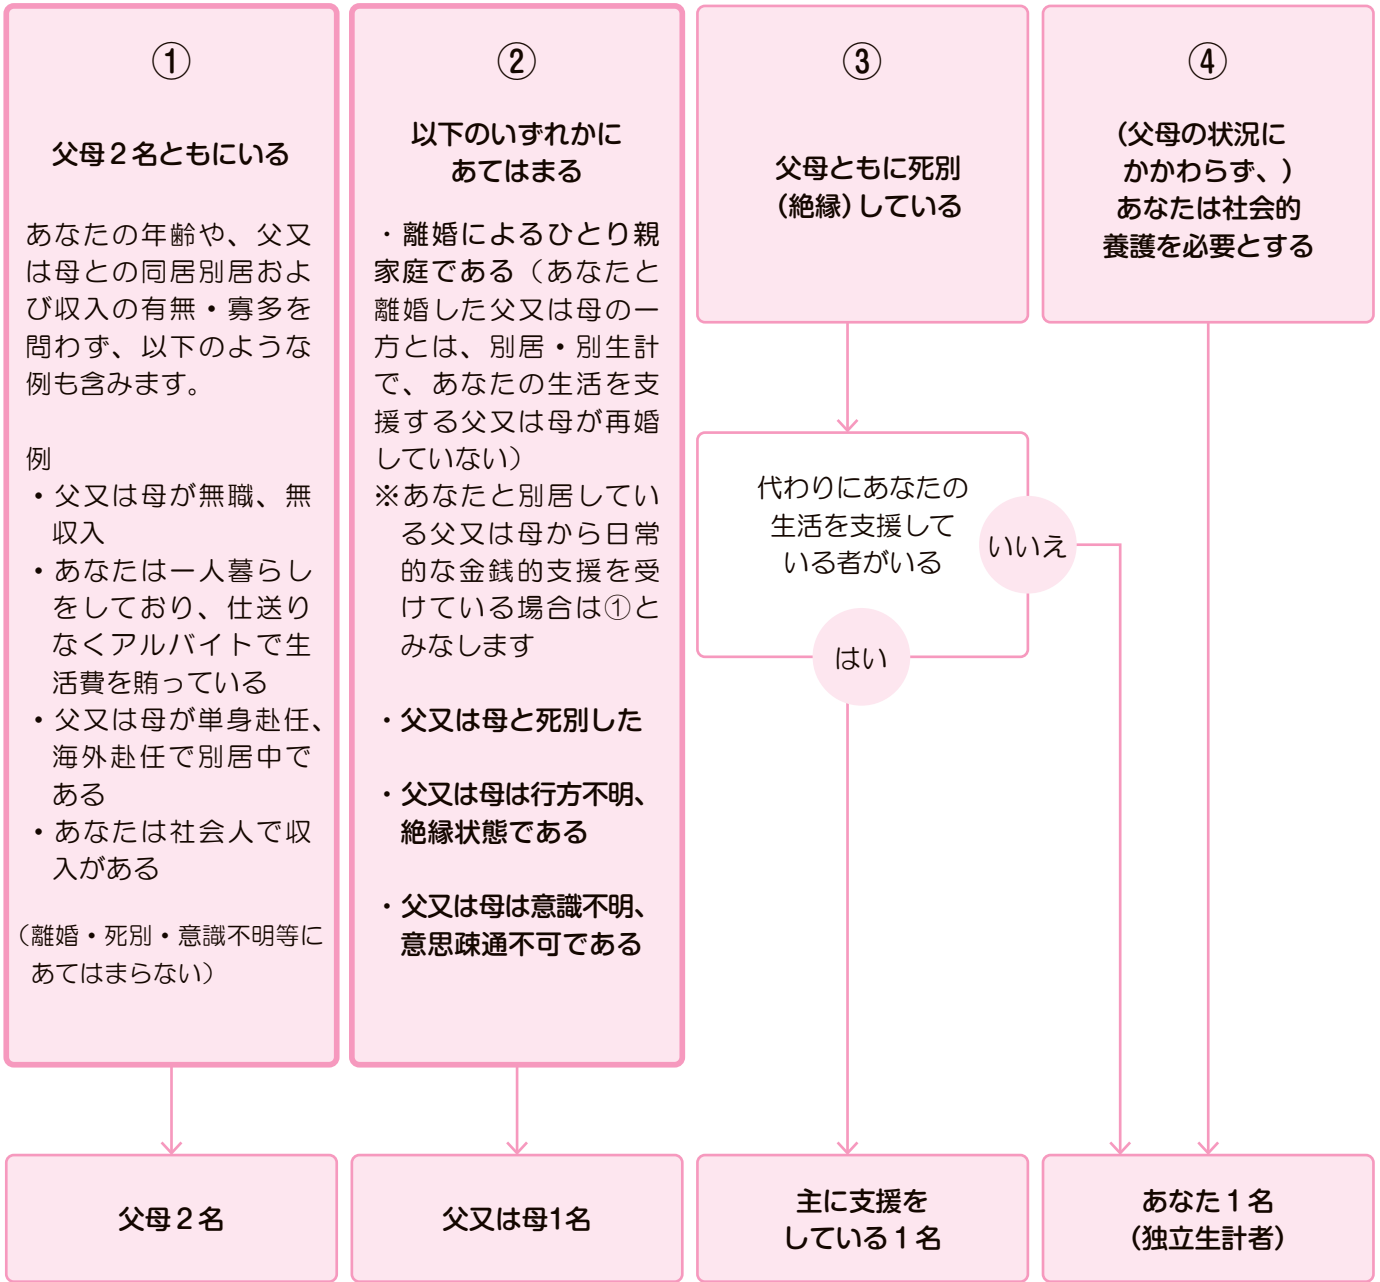 ①
父母２名ともにいる
あなたの年齢や、父又
は母との同居別居およ
び収入の有無・寡多を
問わず、以下のような
例も含みます。
例
・父又は母が無職、無
収入
・あなたは一人暮らし
をしており、仕送り
なくアルバイトで生
活費を賄っている
・父又は母が単身赴任、
海外赴任で別居中で
ある
・あなたは社会人で収
入がある
（離婚・死別・意識不明等に
あてはまらない）
②
以下のいずれかに
あてはまる
・離婚によるひとり親
家庭である（あなたと
離婚した父又は母の一
方とは、別居・別生計
で、あなたの生活を支
援する父又は母が再婚
していない）
※あなたと別居してい
る父又は母から日常
的な金銭的支援を受
けている場合は①と
みなします
・父又は母と死別した
・父又は母は行方不明、
絶縁状態である
・父又は母は意識不明、
意思疎通不可である
③
父母ともに死別
（絶縁）している
④
（父母の状況に
かかわらず、）
あなたは社会的
養護を必要とする
代わりにあなたの
生活を支援して
いる者がいる
いいえ
はい
父母２名
父又は母1名
主に支援を
している１名
あなた１名
（独立生計者）